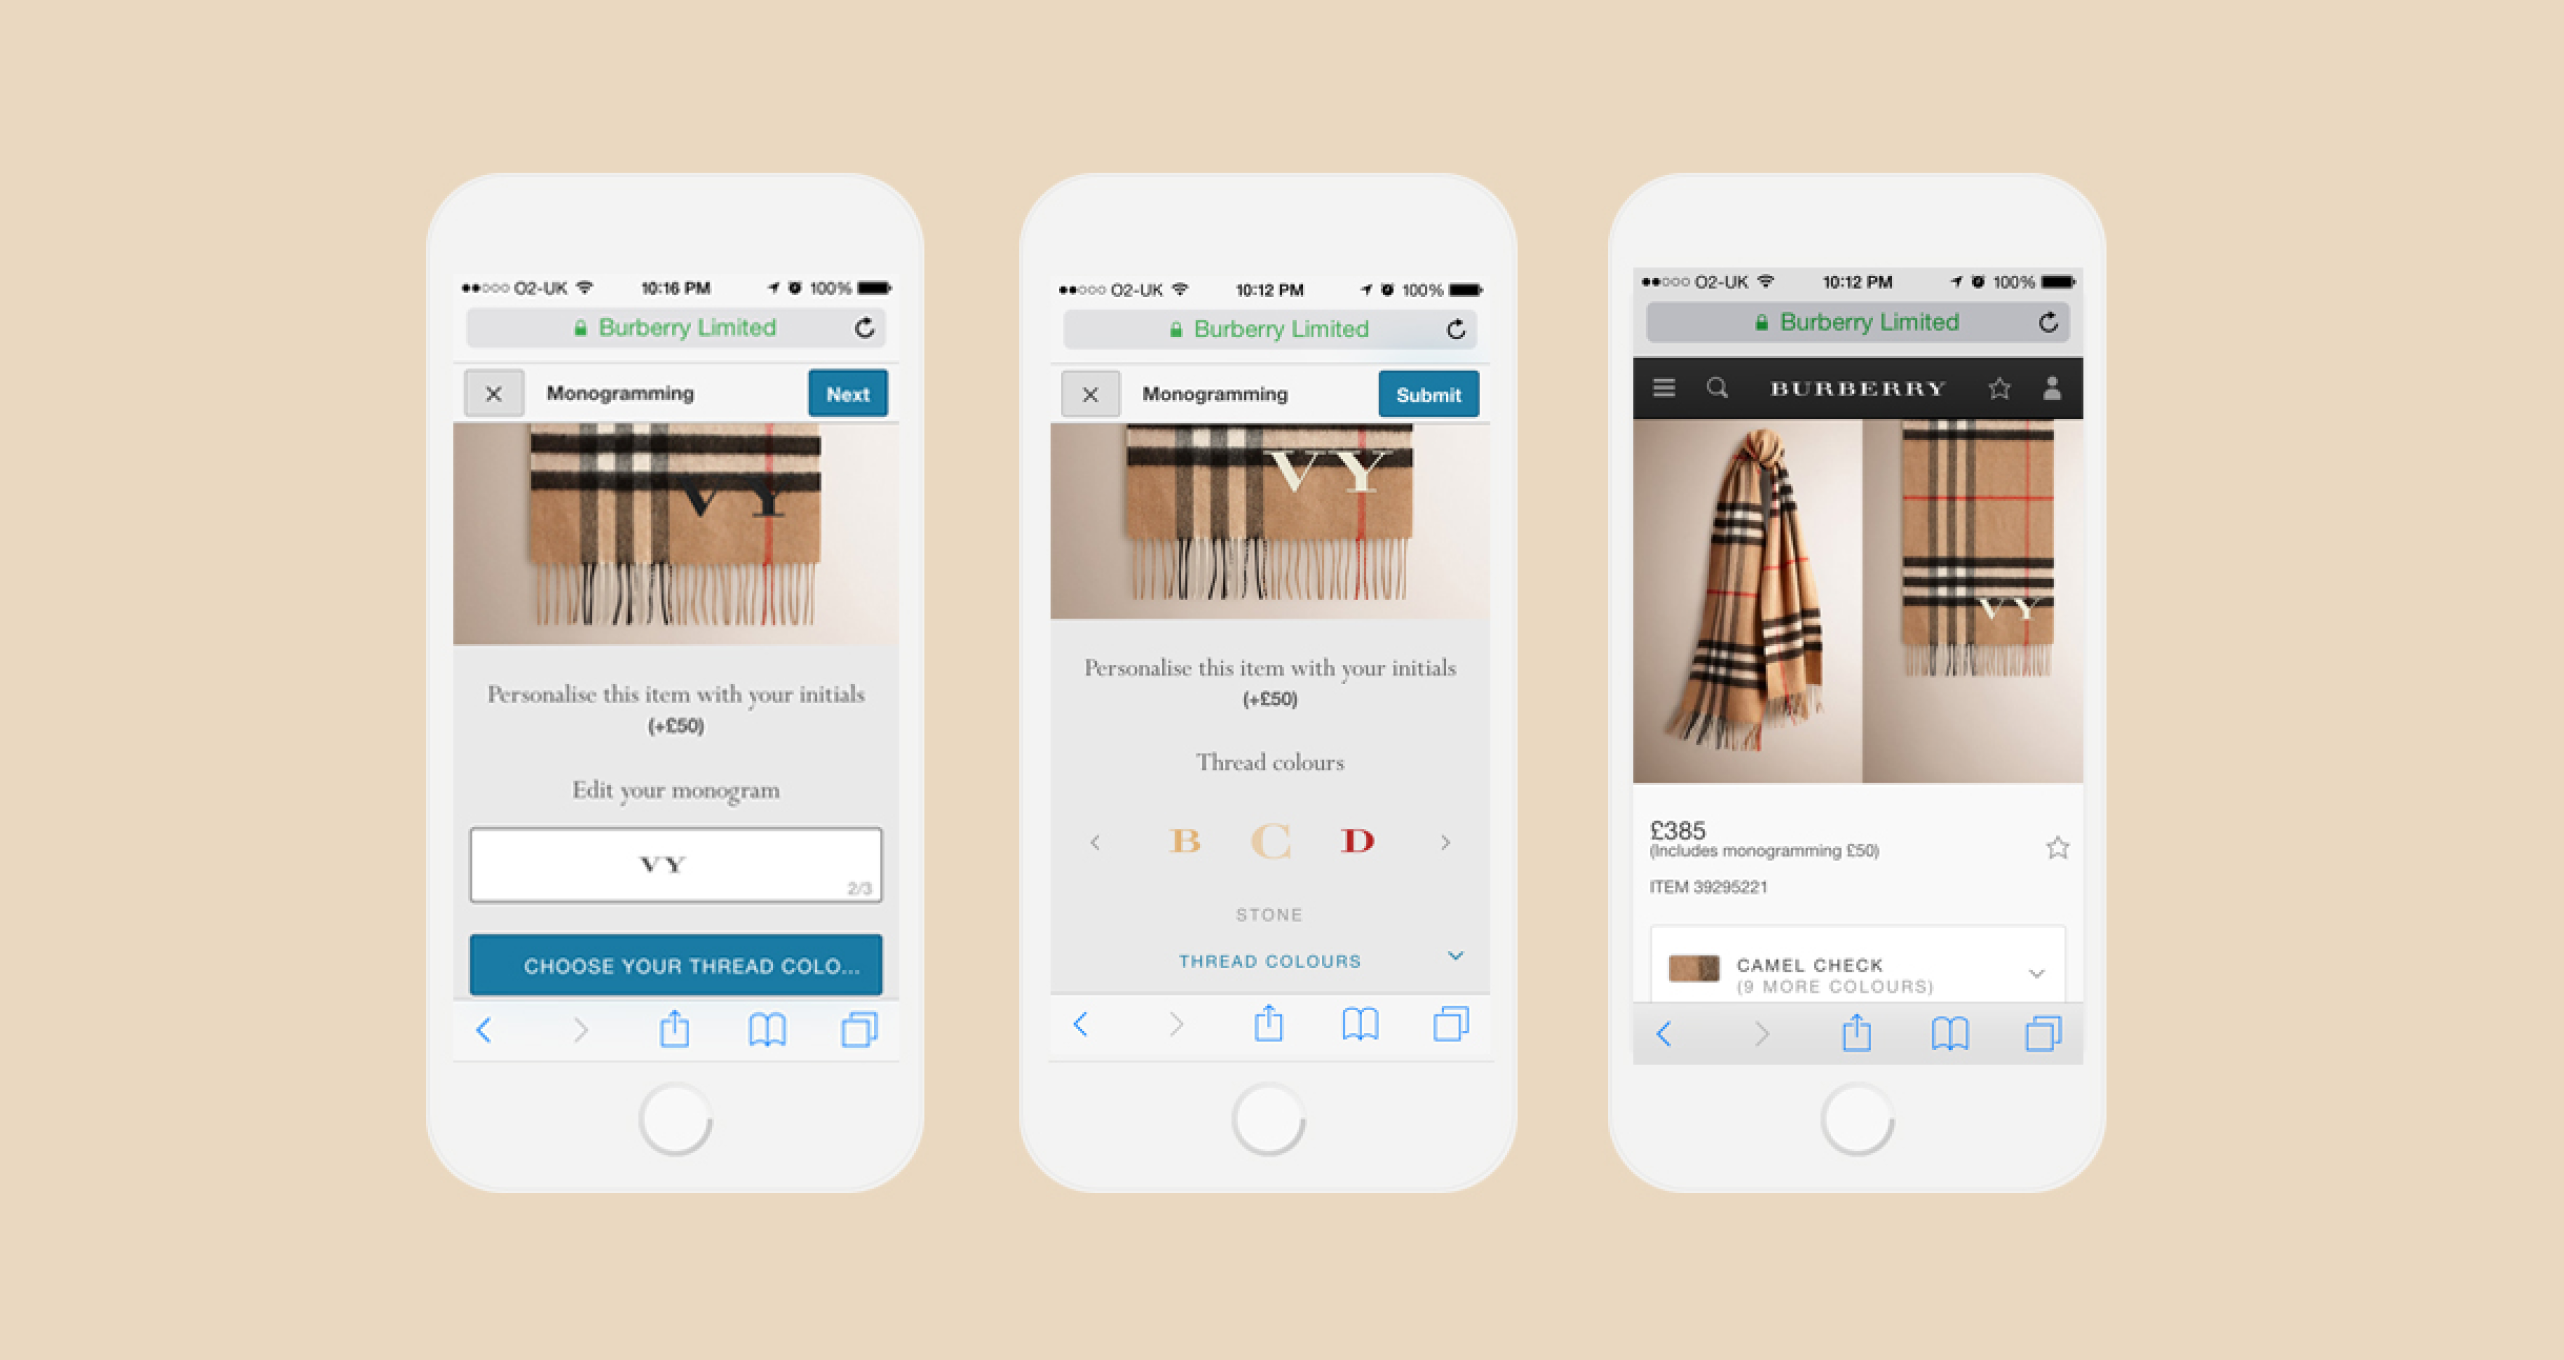 O2-UK 10:16 PM 100%
Burberry Limited
Monogramming Next
V Y
Personalise this item with your initials
(+£50)
Edit your monogram
VY
2/3
CHOOSE YOUR THREAD COLO...
O2-UK 10:12 PM 100%
Burberry Limited
Monogramming Submit
VY
Personalise this item with your initials
(+£50)
Thread colours
B C D
STONE
THREAD COLOURS
O2-UK 10:12 PM 100%
Burberry Limited
BURBERRY
VY
£385
(Includes monogramming £50)
ITEM 39295221
CAMEL CHECK
(9 MORE COLOURS)